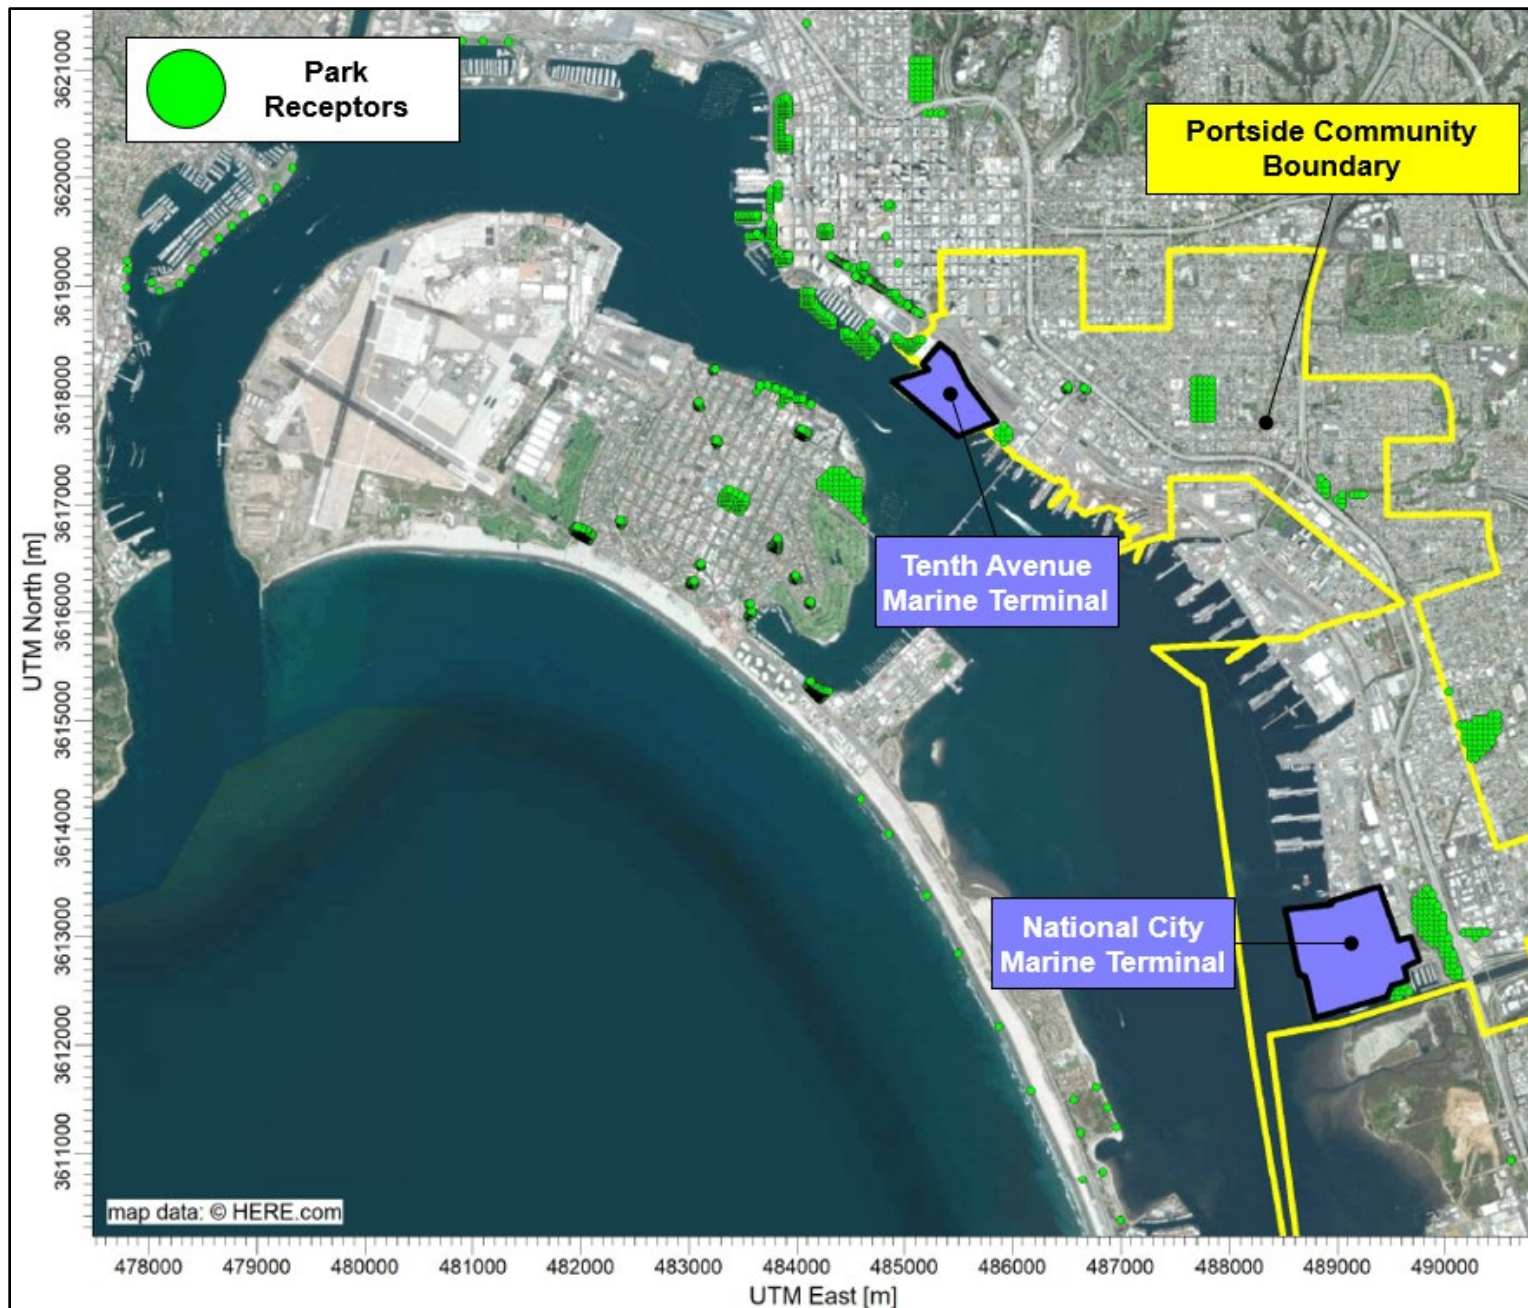 Park
Receptors
Portside Community
Boundary
Tenth Avenue
Marine Terminal
National City
Marine Terminal
UTM North [m]
3621000
3620000
3619000
3618000
3617000
3616000
3615000
3614000
3613000
3612000
3611000
map data: © HERE.com
478000 479000 480000 481000 482000 483000 484000 485000 486000 487000 488000 489000 490000
UTM East [m]